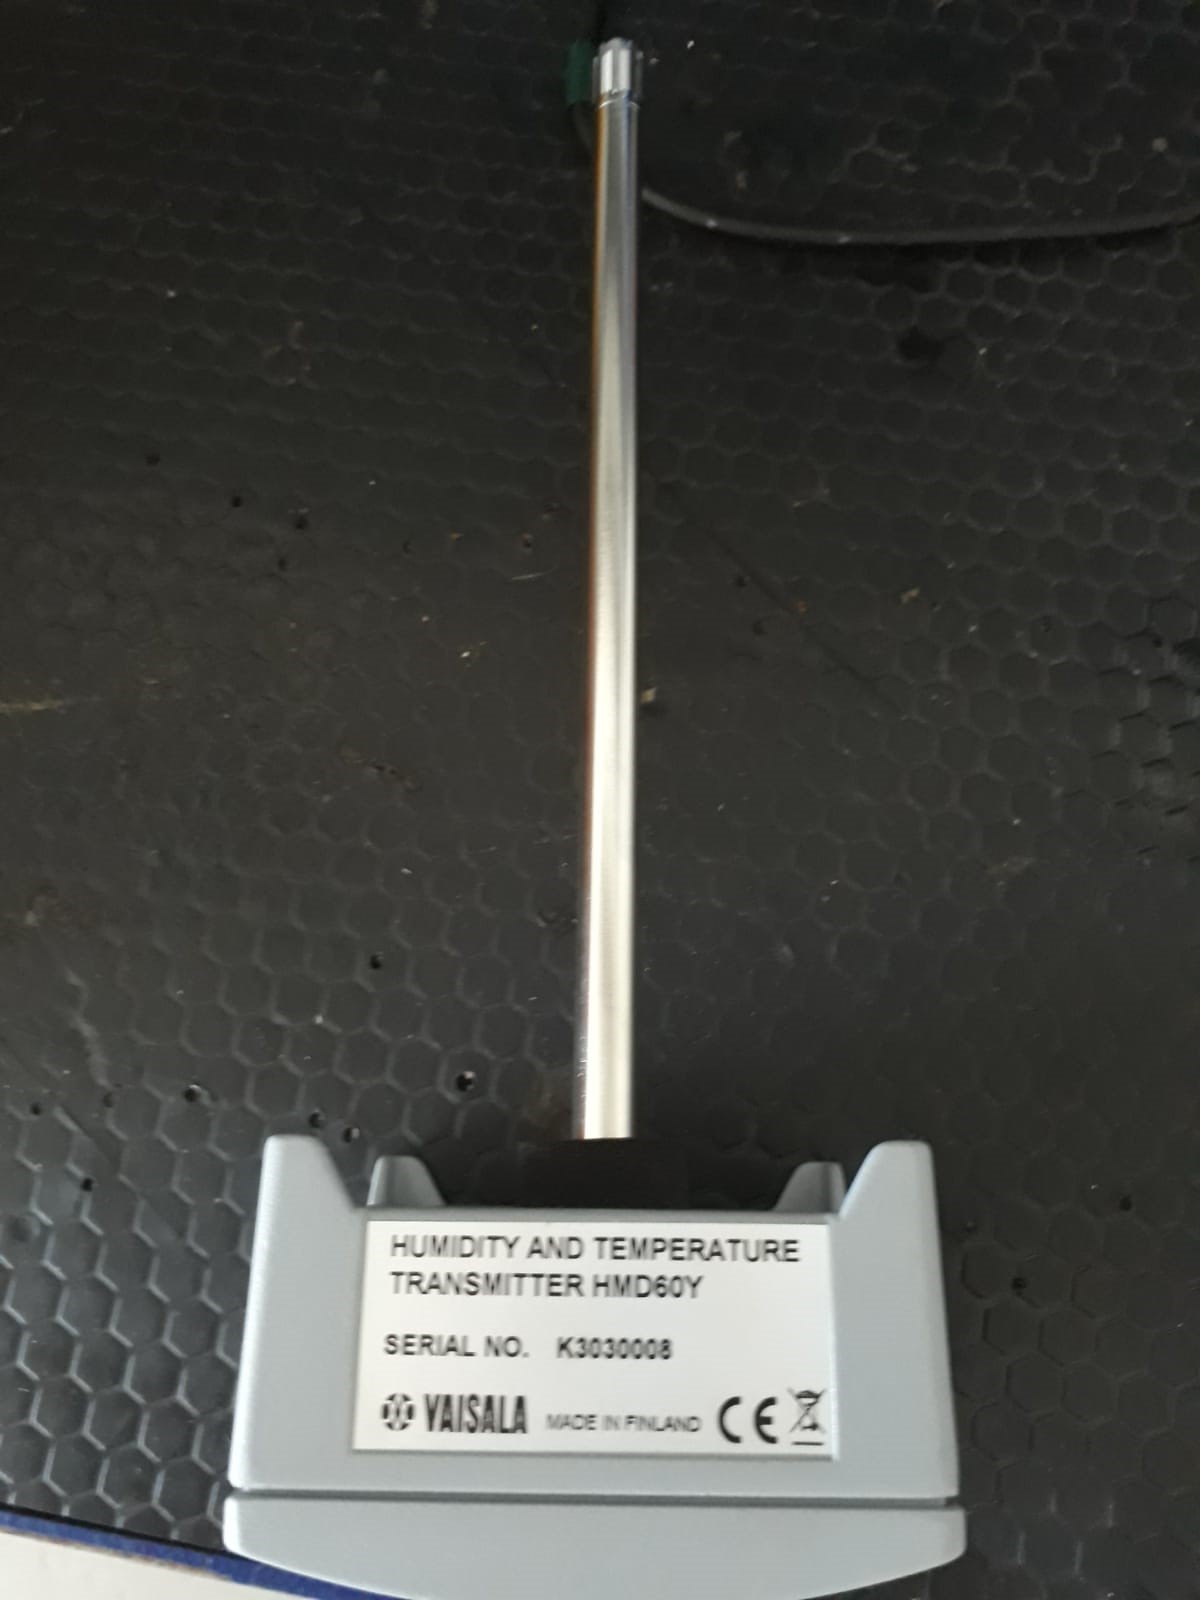 HUMIDITY AND TEMPERATURE
TRANSMITTER HMD60Y
SERIAL NO. K3030008
VAISALA MADE IN FINLAND CE